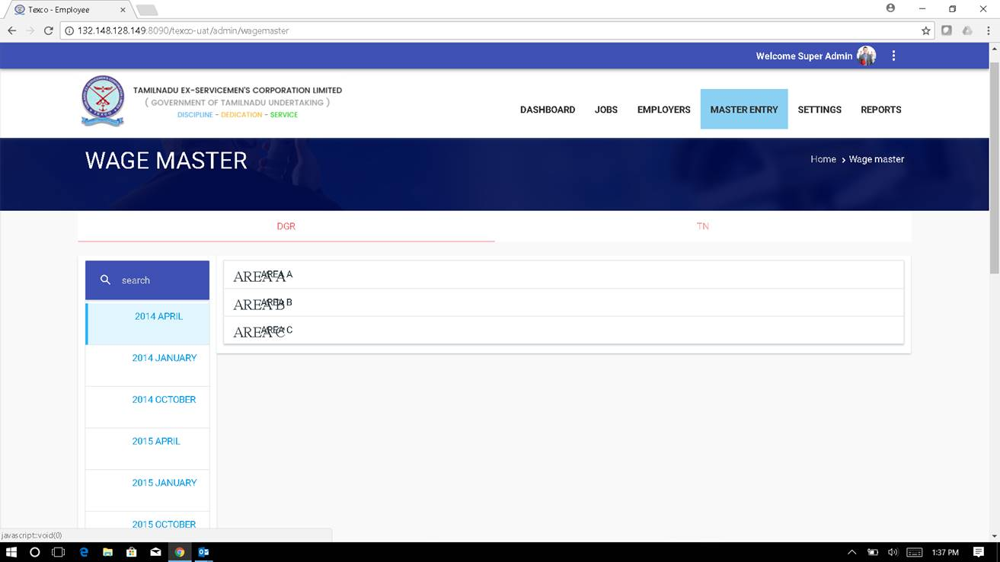 Texco - Employee
132.148.128.149:8090/texco-uat/admin/wagemaster
Welcome Super Admin
TAMILNADU EX-SERVICEMEN'S CORPORATION LIMITED
( GOVERNMENT OF TAMILNADU UNDERTAKING )
DISCIPLINE - DEDICATION - SERVICE
DASHBOARD JOBS EMPLOYERS MASTER ENTRY SETTINGS REPORTS
WAGE MASTER
Home > Wage master
DGR TN
search
2014 APRIL
2014 JANUARY
2014 OCTOBER
2015 APRIL
2015 JANUARY
2015 OCTOBER
AREA A AREA A
AREA B AREA B
AREA C AREA C
javascript::void(0)
1:37 PM